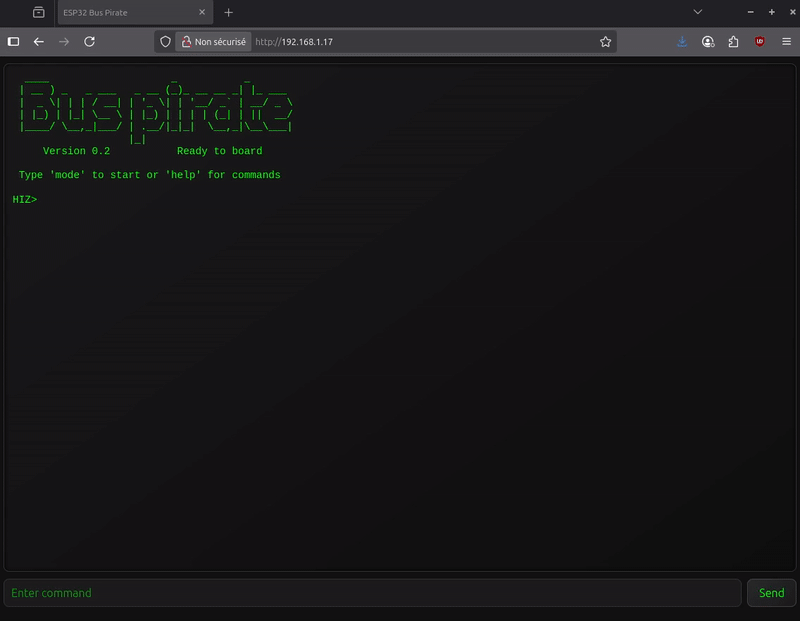 ESP32 Bus Pirate
Non sécurisé http://192.168.1.17
Buspirate
Version 0.2 Ready to board
Type 'mode' to start or 'help' for commands
HIZ>
Enter command
Send